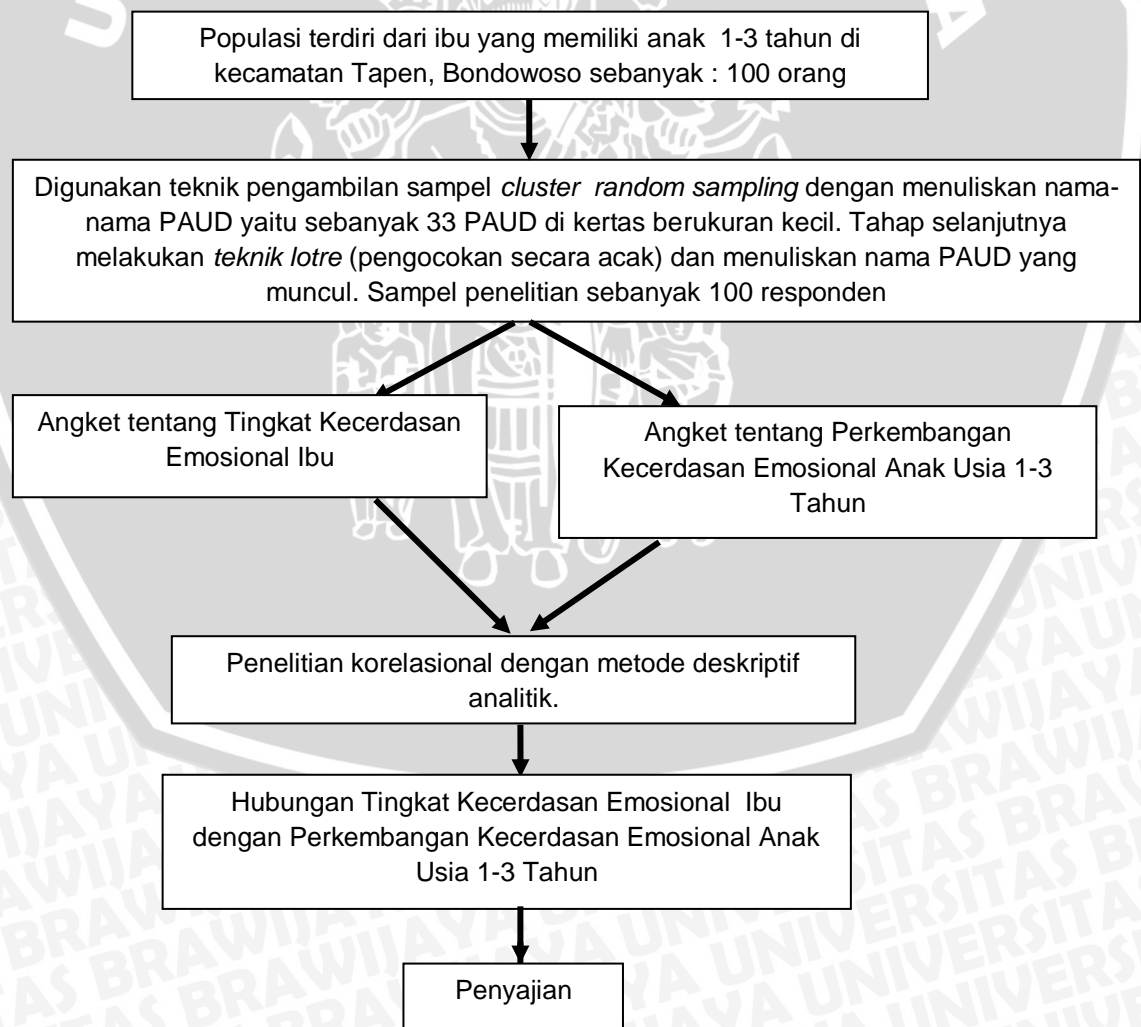 Populasi terdiri dari ibu yang memiliki anak  1-3 tahun di
kecamatan Tapen, Bondowoso sebanyak : 100 orang
Digunakan teknik pengambilan sampel cluster  random sampling dengan menuliskan nama-
nama PAUD yaitu sebanyak 33 PAUD di kertas berukuran kecil. Tahap selanjutnya
melakukan teknik lotre (pengocokan secara acak) dan menuliskan nama PAUD yang
muncul. Sampel penelitian sebanyak 100 responden
Angket tentang Tingkat Kecerdasan
Emosional Ibu
Angket tentang Perkembangan
Kecerdasan Emosional Anak Usia 1-3
Tahun
Penelitian korelasional dengan metode deskriptif
analitik.
Hubungan Tingkat Kecerdasan Emosional  Ibu
dengan Perkembangan Kecerdasan Emosional Anak
Usia 1-3 Tahun
Penyajian